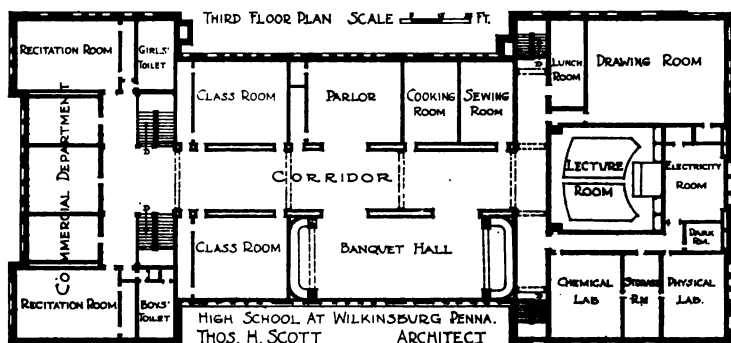 THIRD FLOOR PLAN SCALE FT.
RECITATION ROOM
GIRLS' TOILET
CLASS ROOM
PARLOR
COOKING ROOM
SEWING ROOM
LUNCH ROOM
DRAWING ROOM
COMMERCIAL DEPARTMENT
D
D
D
CORRIDOR
LECTURE ROOM
ELECTRICITY ROOM
DARK RM.
CLASS ROOM
BANQUET HALL
RECITATION ROOM
BOYS' TOILET
CHEMICAL LAB
STORAGE RM
PHYSICAL LAB.
HIGH SCHOOL AT WILKINSBURG PENNA.
THOS. H. SCOTT ARCHITECT